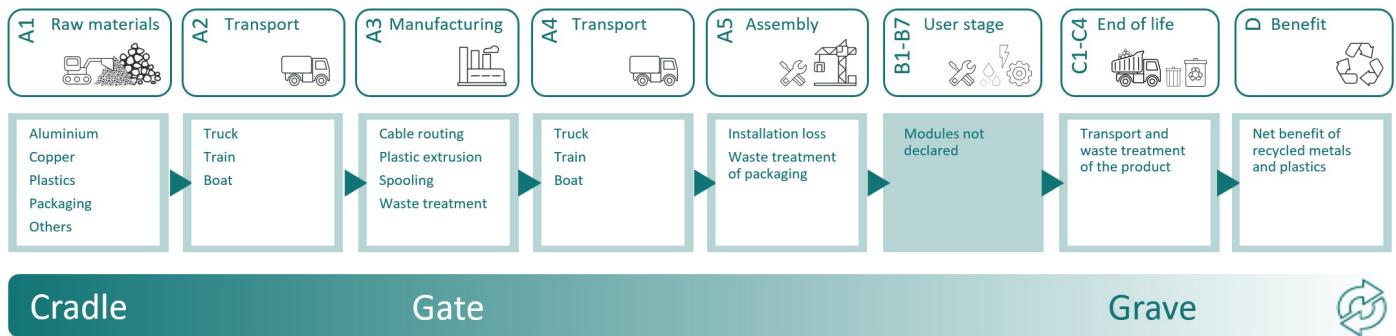 A1 Raw materials
A2 Transport
A3 Manufacturing
A4 Transport
A5 Assembly
B1-B7 User stage
C1-C4 End of life
D Benefit
Aluminium
Copper
Plastics
Packaging
Others
Truck
Train
Boat
Cable routing
Plastic extrusion
Spooling
Waste treatment
Truck
Train
Boat
Installation loss
Waste treatment
of packaging
Modules not
declared
Transport and
waste treatment
of the product
Net benefit of
recycled metals
and plastics
Cradle
Gate
Grave